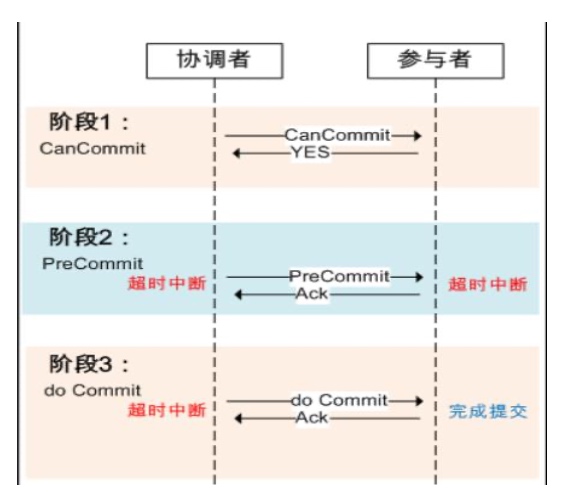 协调者
参与者
阶段1：
CanCommit
CanCommit
YES
阶段2：
PreCommit
超时中断
PreCommit
Ack
超时中断
阶段3：
do Commit
超时中断
do Commit
Ack
完成提交